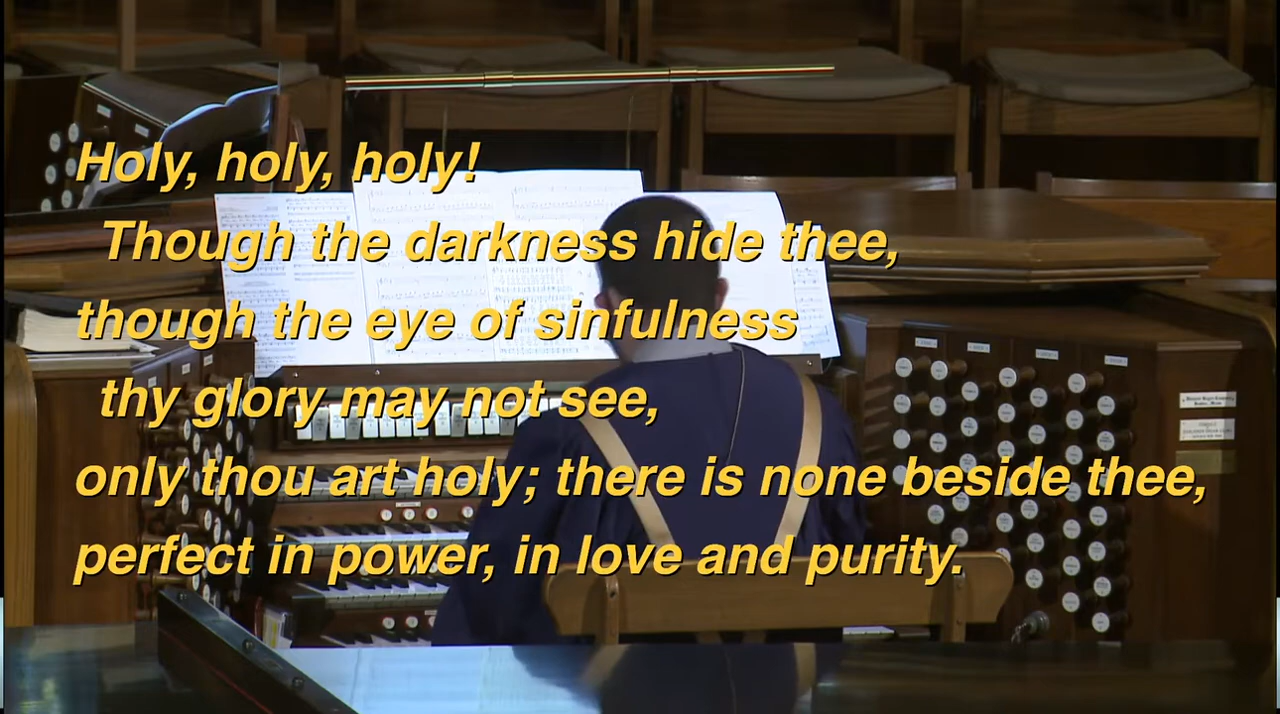 Holy, holy, holy!
Though the darkness hide thee,
though the eye of sinfulness
thy glory may not see,
only thou art holy; there is none beside thee,
perfect in power, in love and purity.